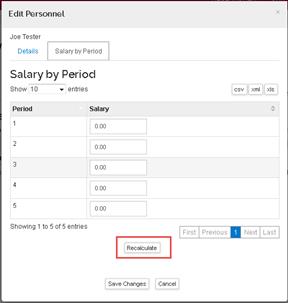 Edit Personnel ×
Joe Tester
Details Salary by Period
Salary by Period
Show 10 entries csv xml xls
Period Salary
1 0.00
2 0.00
3 0.00
4 0.00
5 0.00
Showing 1 to 5 of 5 entries First Previous 1 Next Last
Recalculate
Save Changes Cancel